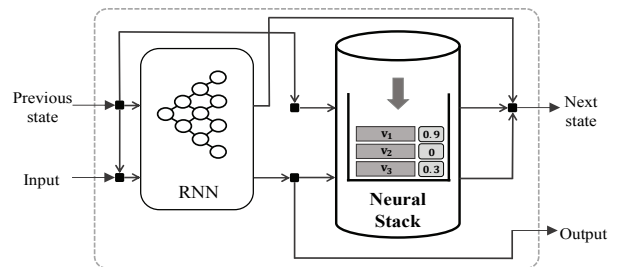 Previous
state
Input
RNN
v₁ 0.9
v₂ 0
v₃ 0.3
Neural
Stack
Next
state
Output